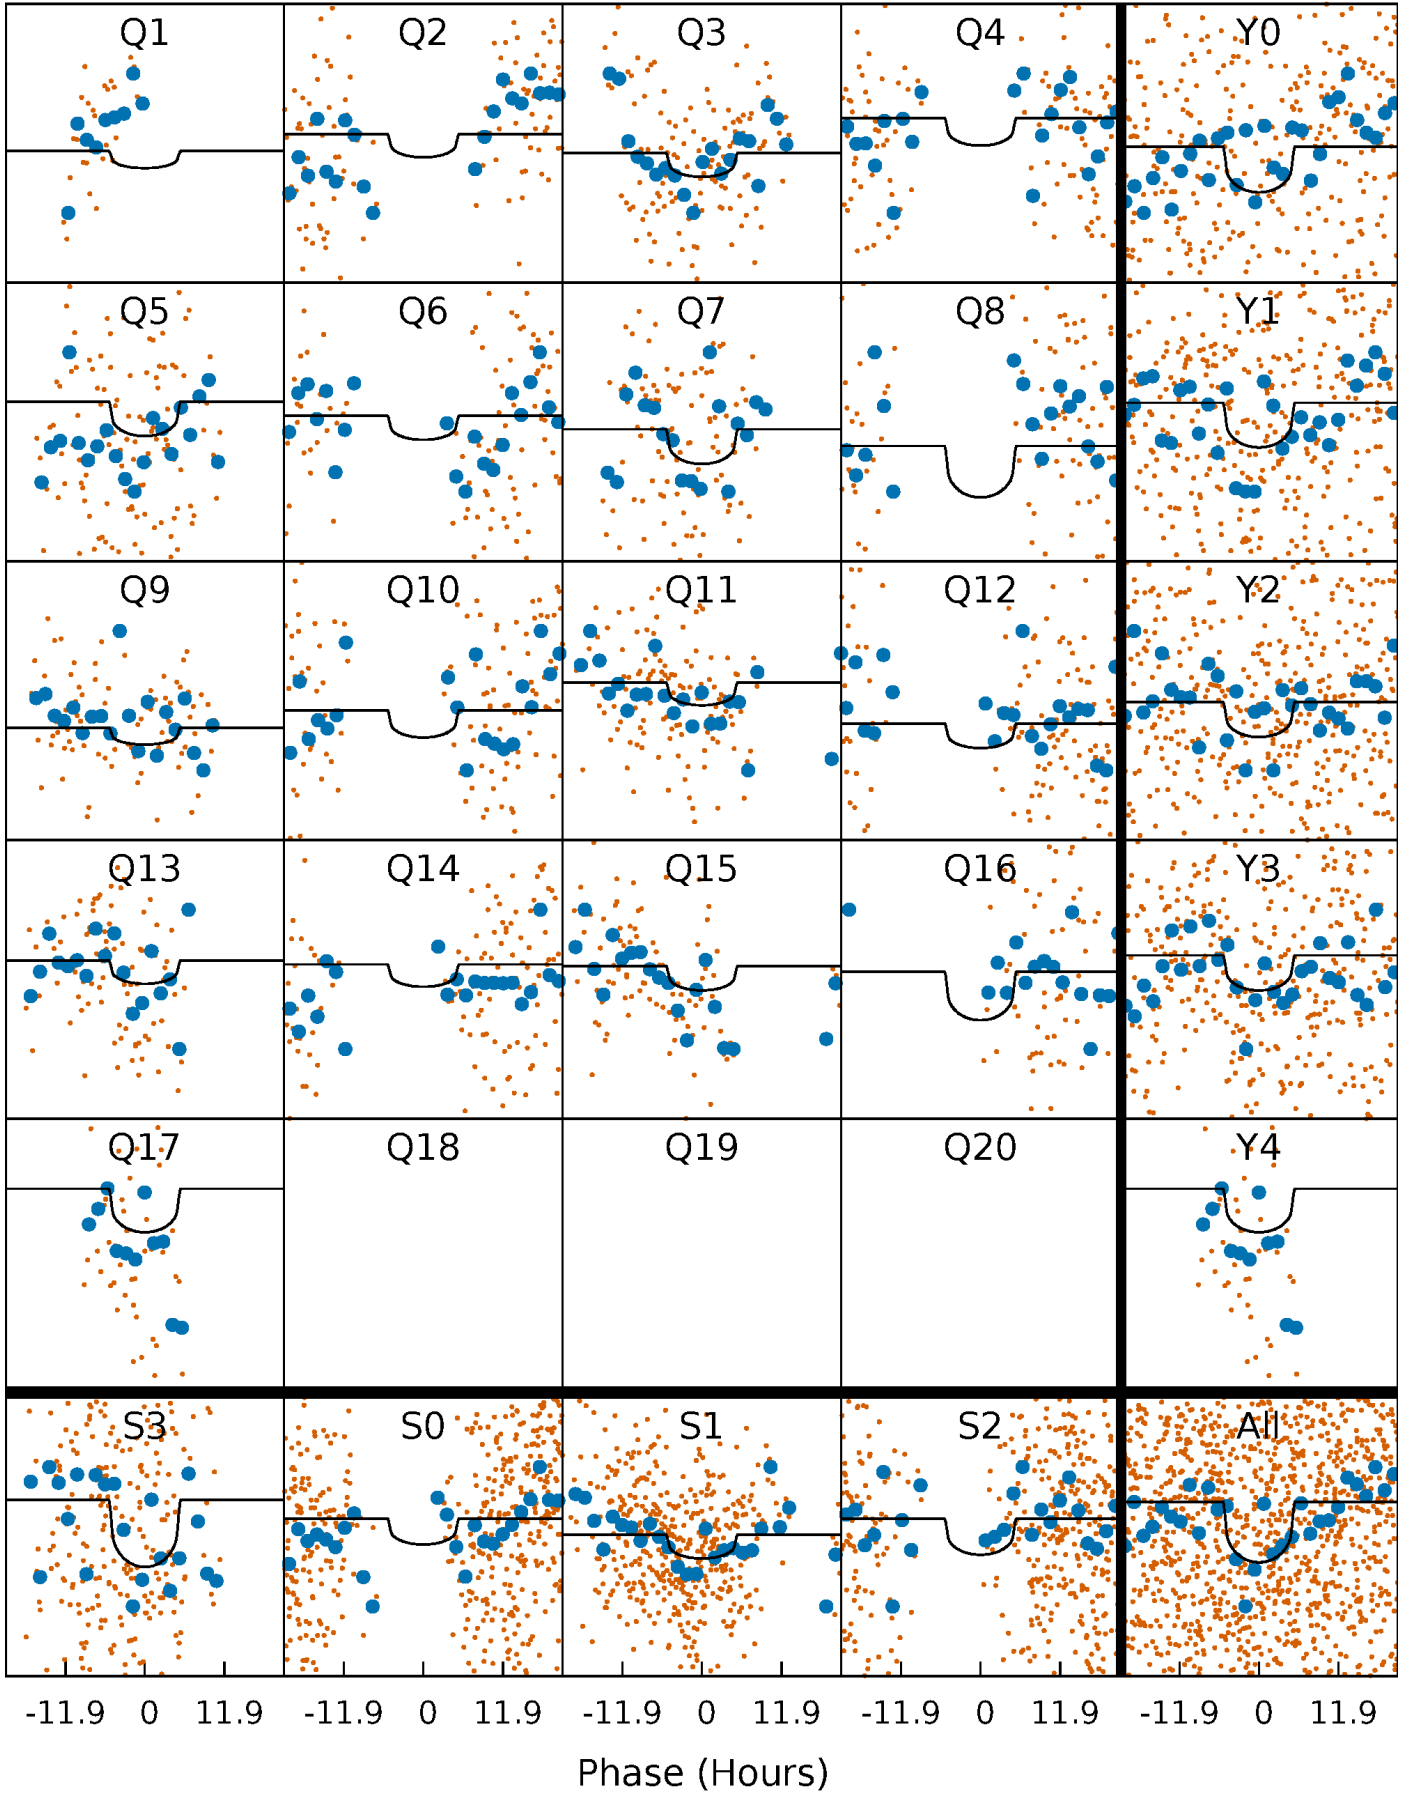 Q1 Q2 Q3 Q4 Y0
Q5 Q6 Q7 Q8 Y1
Q9 Q10 Q11 Q12 Y2
Q13 Q14 Q15 Q16 Y3
Q17 Q18 Q19 Q20 Y4
S3 S0 S1 S2 All
-11.9 0 11.9 -11.9 0 11.9 -11.9 0 11.9 -11.9 0 11.9 -11.9 0 11.9
Phase (Hours)